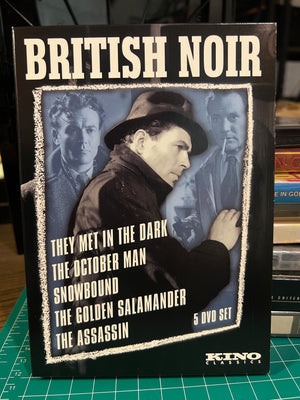 BRITISH NOIR
THEY MET IN THE DARK
THE OCTOBER MAN
SNOWBOUND
THE GOLDEN SALAMANDER
THE ASSASSIN
5 DVD SET
KINO
CLASSICS